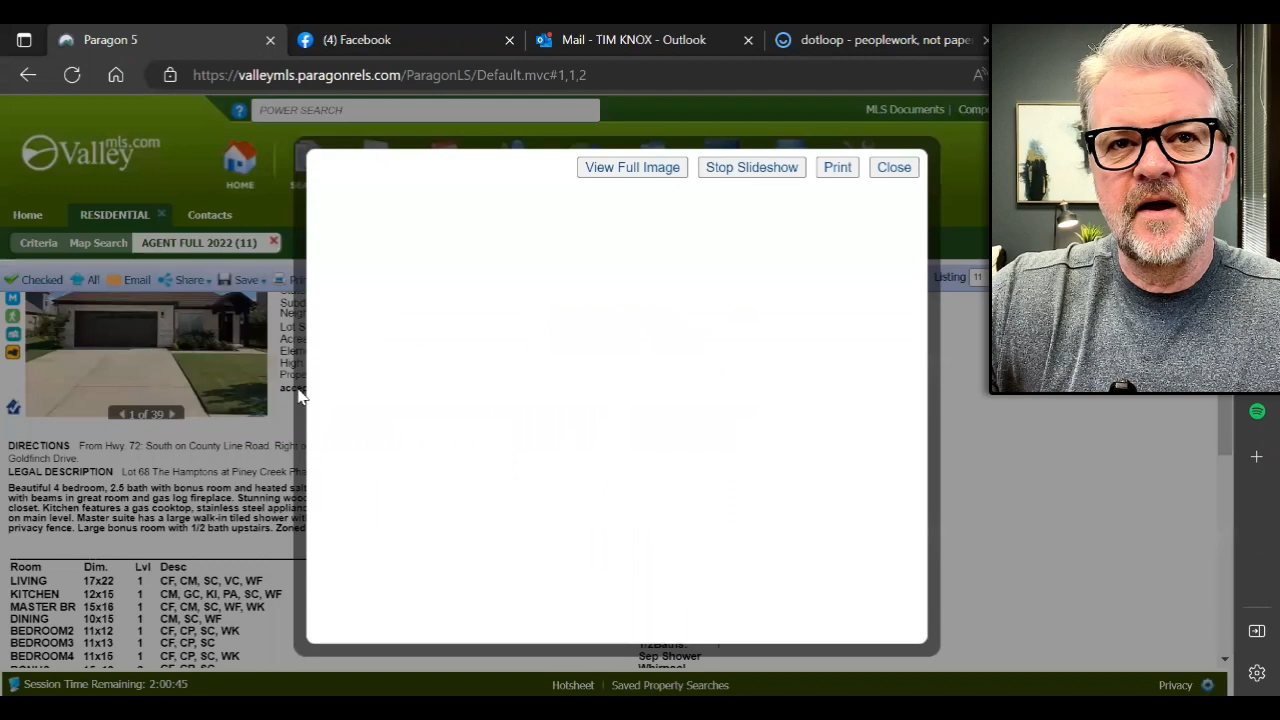 Paragon 5
(4) Facebook
Mail - TIM KNOX - Outlook
dotloop - peoplework, not pape
https://valleymls.paragonrels.com/ParagonLS/Default.mvc#1,1,2
POWER SEARCH
MLS Documents
Valley mls.com
HOME
Home
RESIDENTIAL
Contacts
Criteria
Map Search
AGENT FULL 2022 (11)
Checked
All
Email
Share
Save
Listing
11
View Full Image
Stop Slideshow
Print
Close
Lot S
1 of 39
DIRECTIONS From Hwy. 72: South on County Line Road. Right o
Goldfinch Drive.
LEGAL DESCRIPTION Lot 68 The Hamptons at Piney Creek Pha
Beautiful 4 bedroom, 2.5 bath with bonus room and heated sal
with beams in great room and gas log fireplace. Stunning woo
closet. Kitchen features a gas cooktop, stainless steel applian
on main level. Master suite has a large walk-in tiled shower with
privacy fence. Large bonus room with 1/2 bath upstairs. Zoned
Room Dim. Lvl Desc
LIVING 17x22 1 CF, CM, SC, VC, WF
KITCHEN 12x15 1 CM, GC, KI, PA, SC, WF
MASTER BR 15x16 1 CF, CM, SC, WF, WK
DINING 10x15 1 CM, SC, WF
BEDROOM2 11x12 1 CF, CP, SC, WK
BEDROOM3 11x13 1 CF, CP, SC
BEDROOM4 11x15 1 CF, CP, SC, WK
1/2Baths:
Sep Shower
Session Time Remaining: 2:00:45
Hotsheet | Saved Property Searches
Privacy